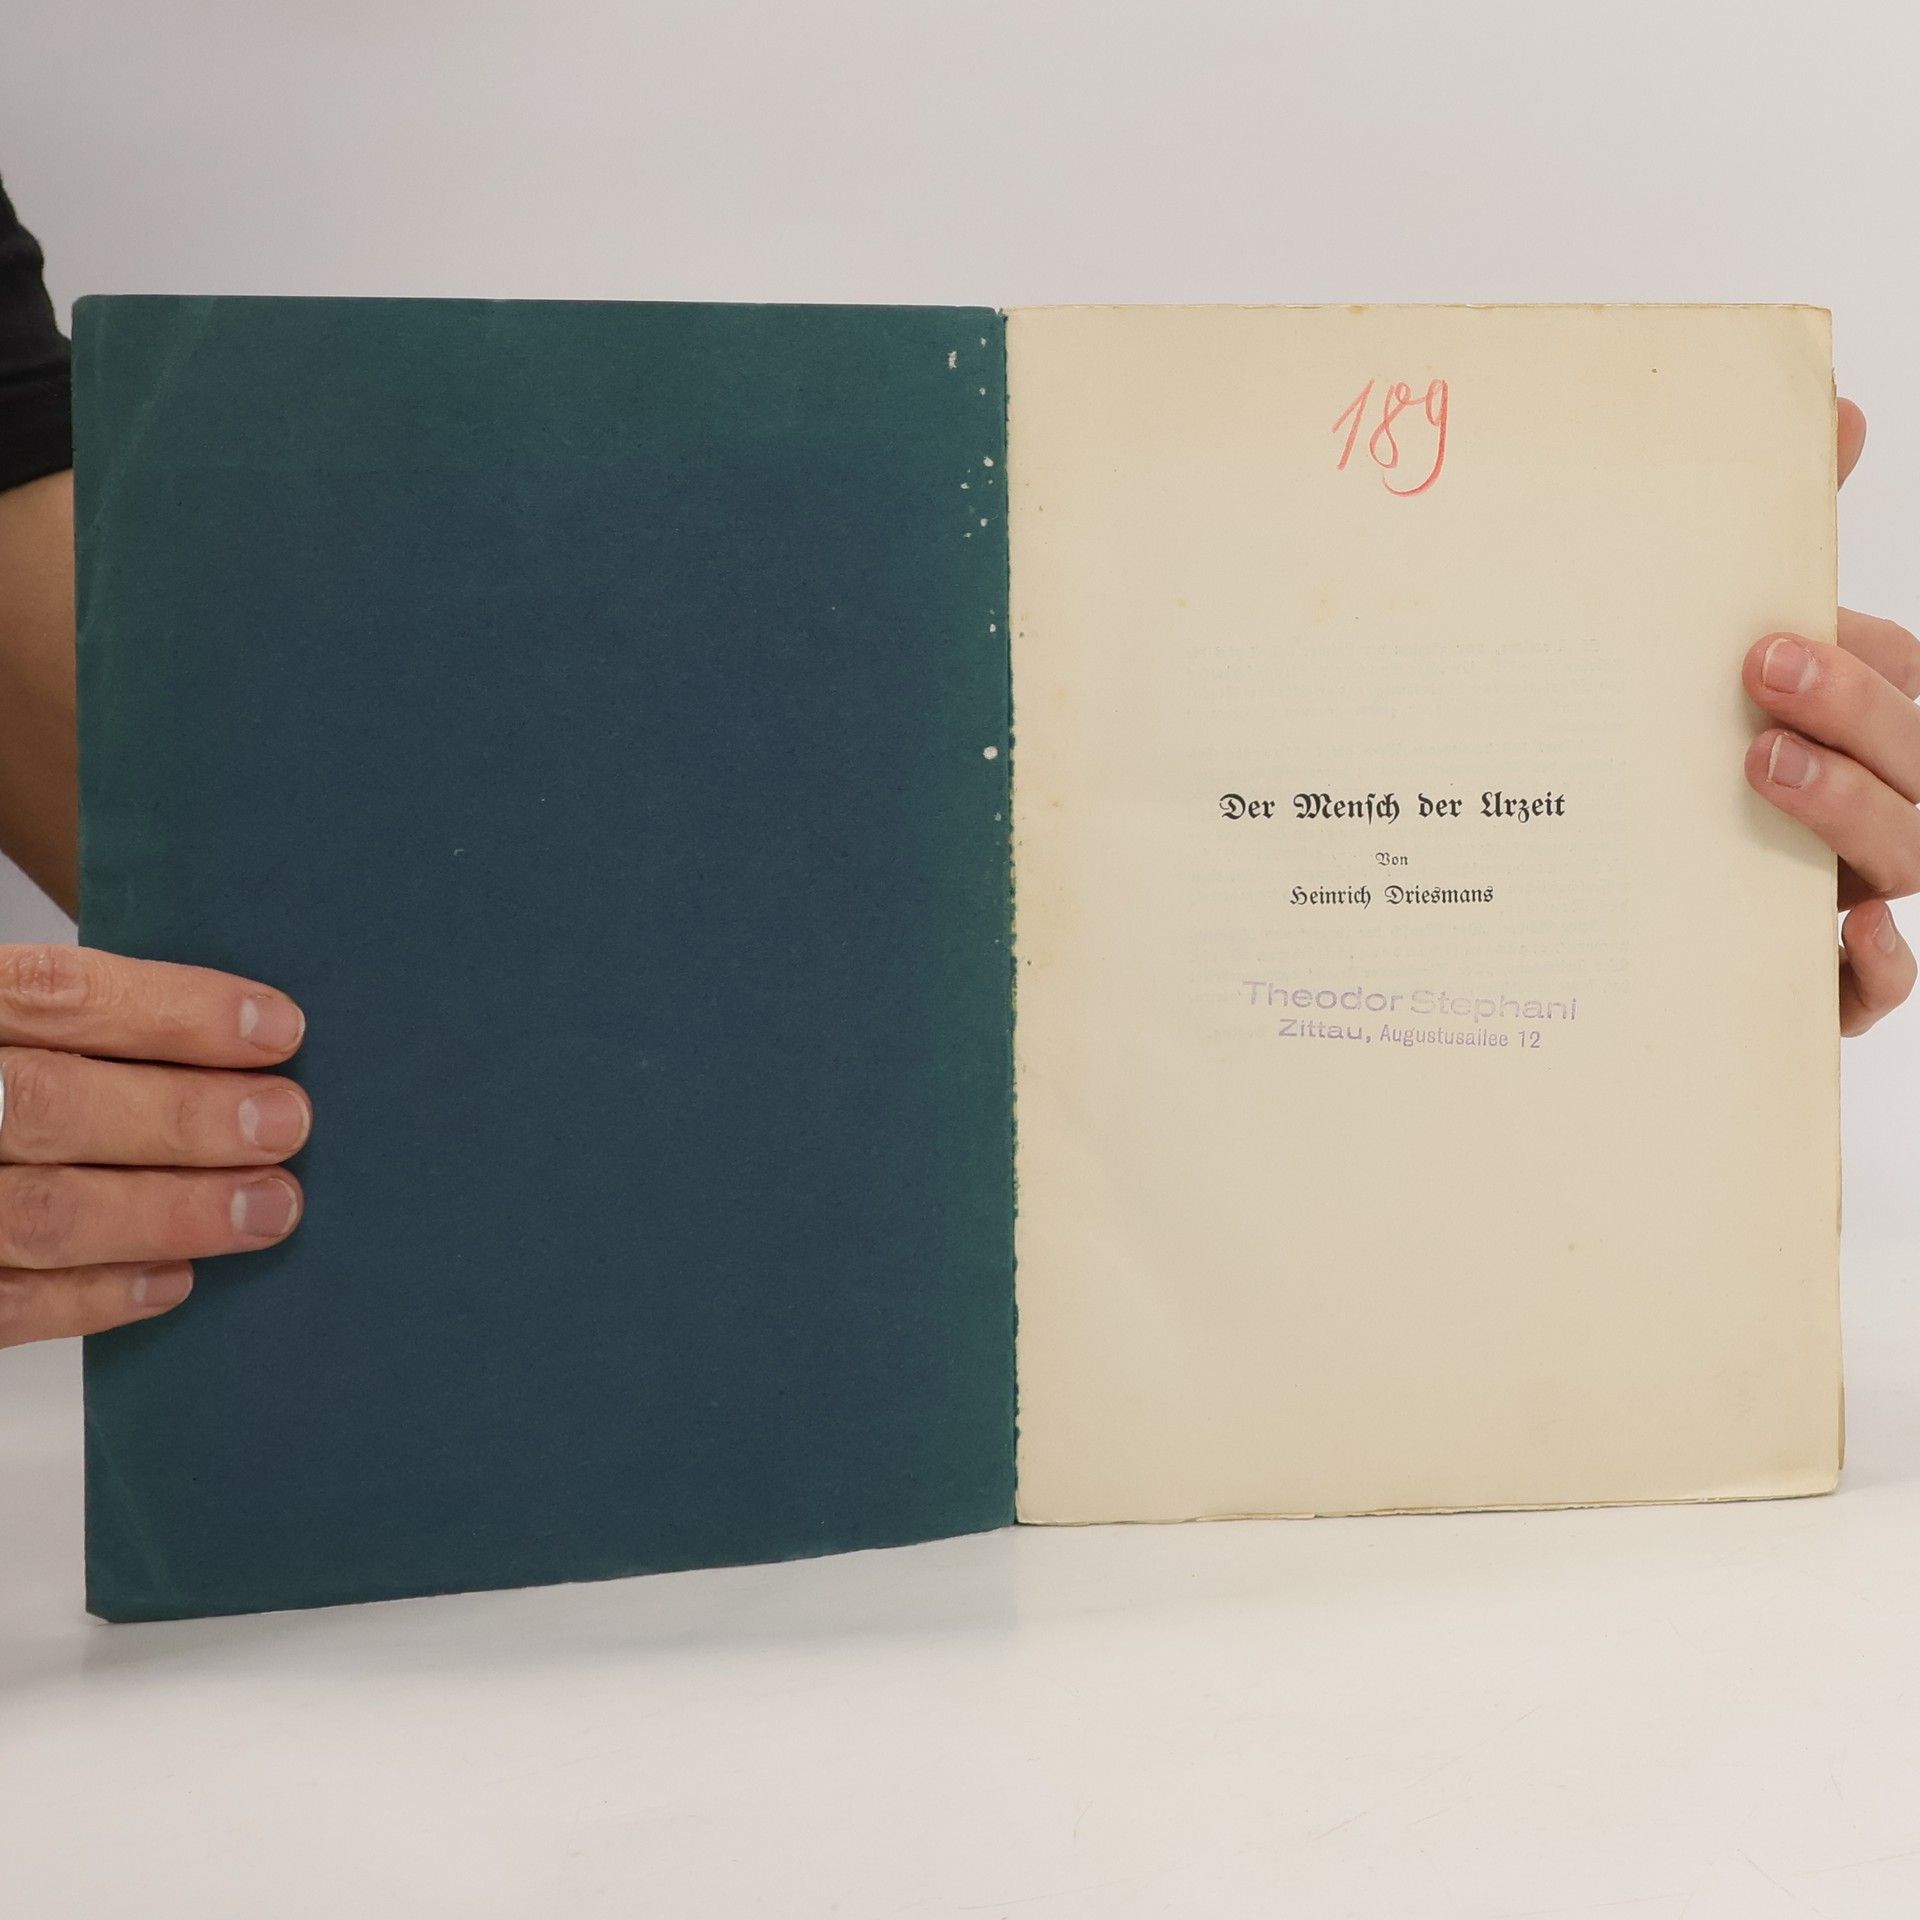 189
Der Menſch der Urzeit
Von
Heinrich Driesmans
Theodor Stephani
Zittau, Augustusallee 12